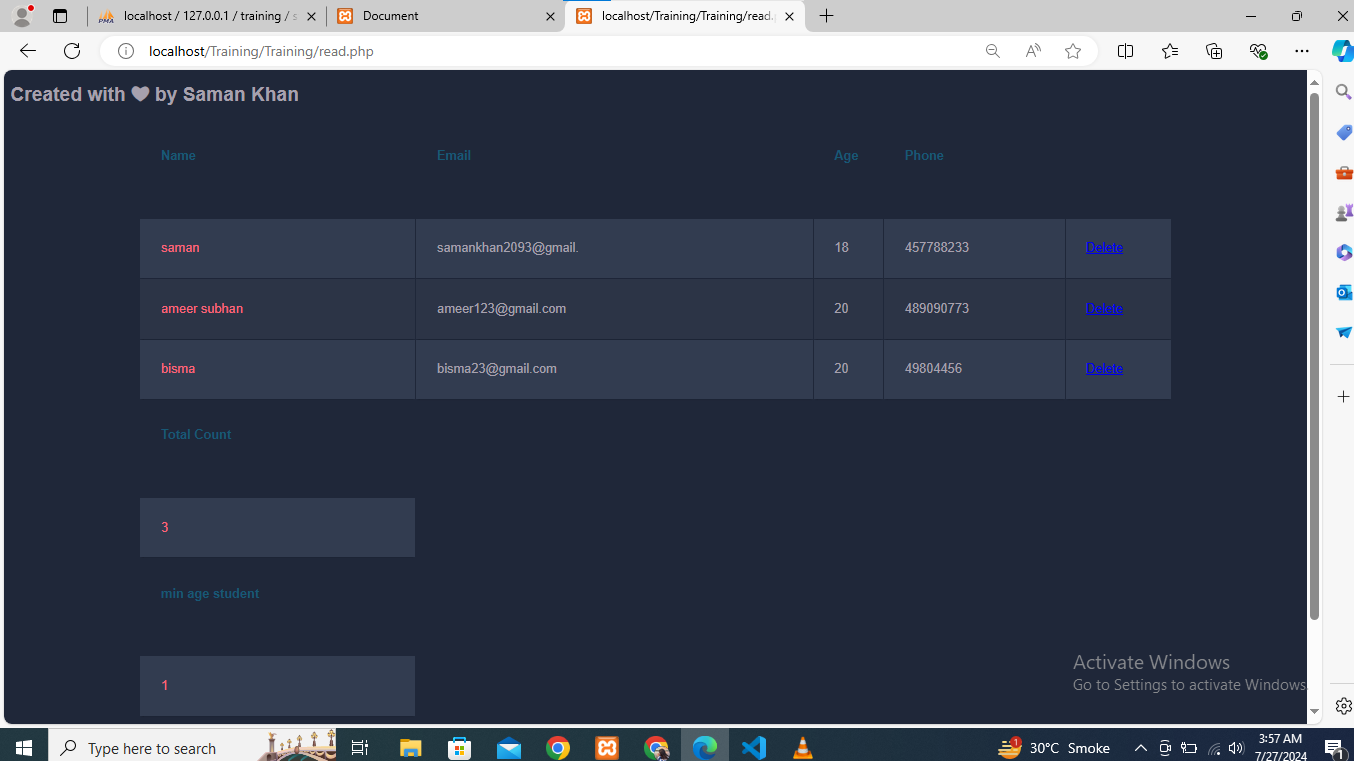 localhost / 127.0.0.1 / training / s
Document
localhost/Training/Training/read.
localhost/Training/Training/read.php
Created with ♥ by Saman Khan
Name Email Age Phone
saman samankhan2093@gmail. 18 457788233 Delete
ameer subhan ameer123@gmail.com 20 489090773 Delete
bisma bisma23@gmail.com 20 49804456 Delete
Total Count
3
min age student
1
Activate Windows
Go to Settings to activate Windows.
Type here to search
1
30°C Smoke
3:57 AM
7/27/2024
1